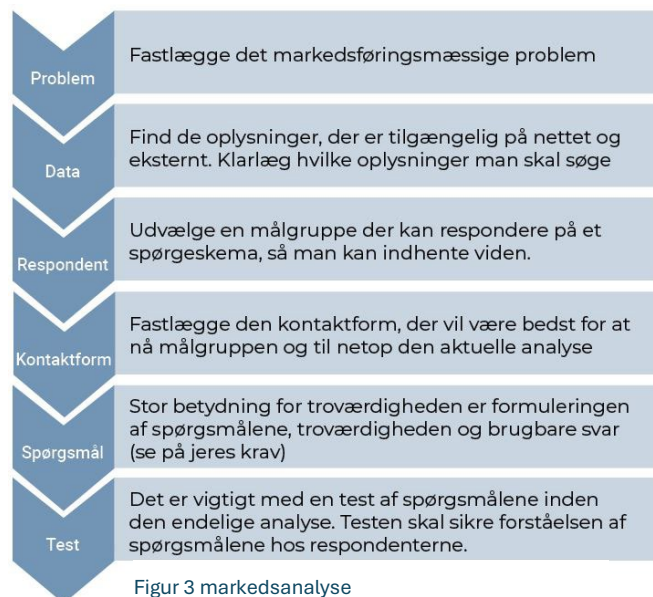 Problem
Fastlægge det markedsføringsmæssige problem
Data
Find de oplysninger, der er tilgængelig på nettet og
eksternt. Klarlæg hvilke oplysninger man skal søge
Respondent
Udvælge en målgruppe der kan respondere på et
spørgeskema, så man kan indhente viden.
Kontaktform
Fastlægge den kontaktform, der vil være bedst for at
nå målgruppen og til netop den aktuelle analyse
Spørgsmål
Stor betydning for troværdigheden er formuleringen
af spørgsmålene, troværdigheden og brugbare svar
(se på jeres krav)
Test
Det er vigtigt med en test af spørgsmålene inden
den endelige analyse. Testen skal sikre forståelsen af
spørgsmålene hos respondenterne.
Figur 3 markedsanalyse